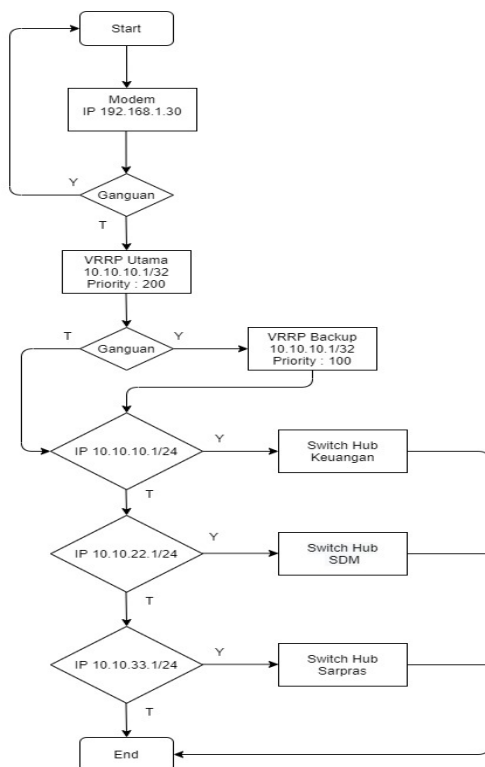 Start
Modem
IP 192.168.1.30
Y
Ganguan
T
VRRP Utama
10.10.10.1/32
Priority : 200
T
Ganguan
Y
VRRP Backup
10.10.10.1/32
Priority : 100
IP 10.10.10.1/24
Y
Switch Hub
Keuangan
T
IP 10.10.22.1/24
Y
Switch Hub
SDM
T
IP 10.10.33.1/24
Y
Switch Hub
Sarpras
T
End